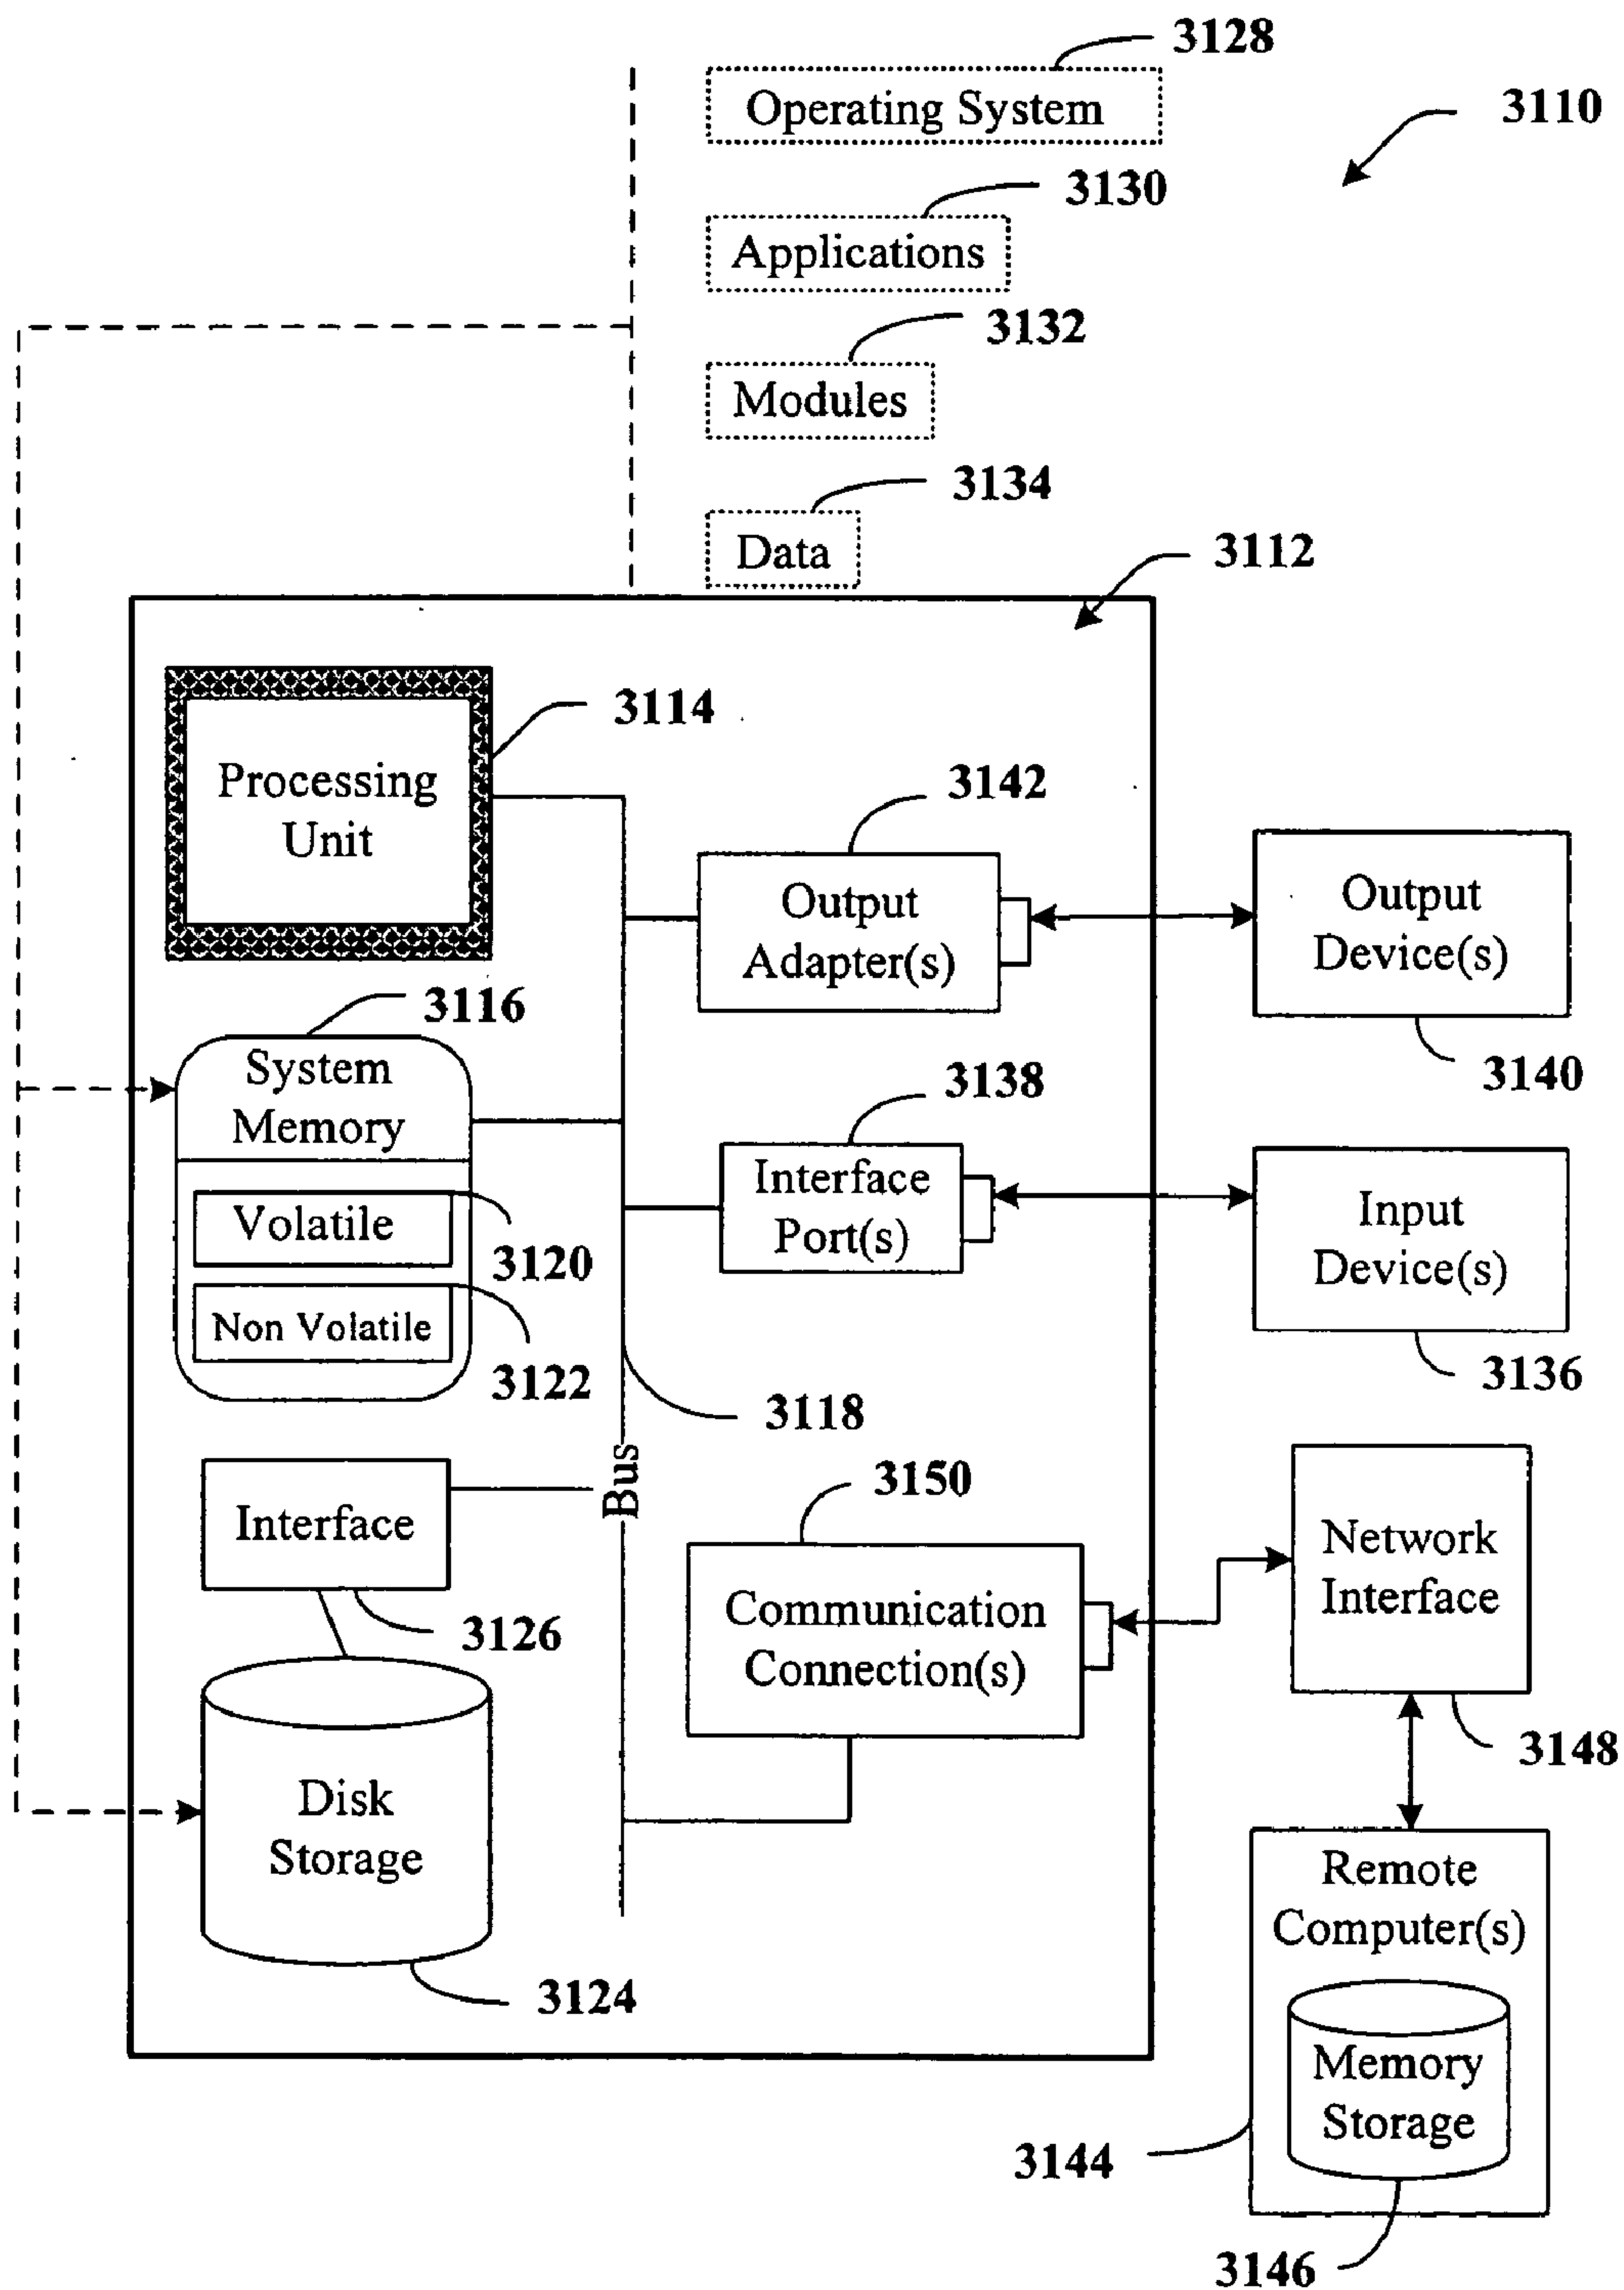 3128
Operating System
3110
3130
Applications
3132
Modules
3134
Data
3112
3114
Processing
Unit
3142
Output
Adapter(s)
Output
Device(s)
3140
3116
System
Memory
Volatile
3120
Non Volatile
3122
3138
Interface
Port(s)
Input
Device(s)
3136
3118
Bus
Interface
3126
3150
Communication
Connection(s)
Network
Interface
3148
Disk
Storage
3124
Remote
Computer(s)
Memory
Storage
3144
3146